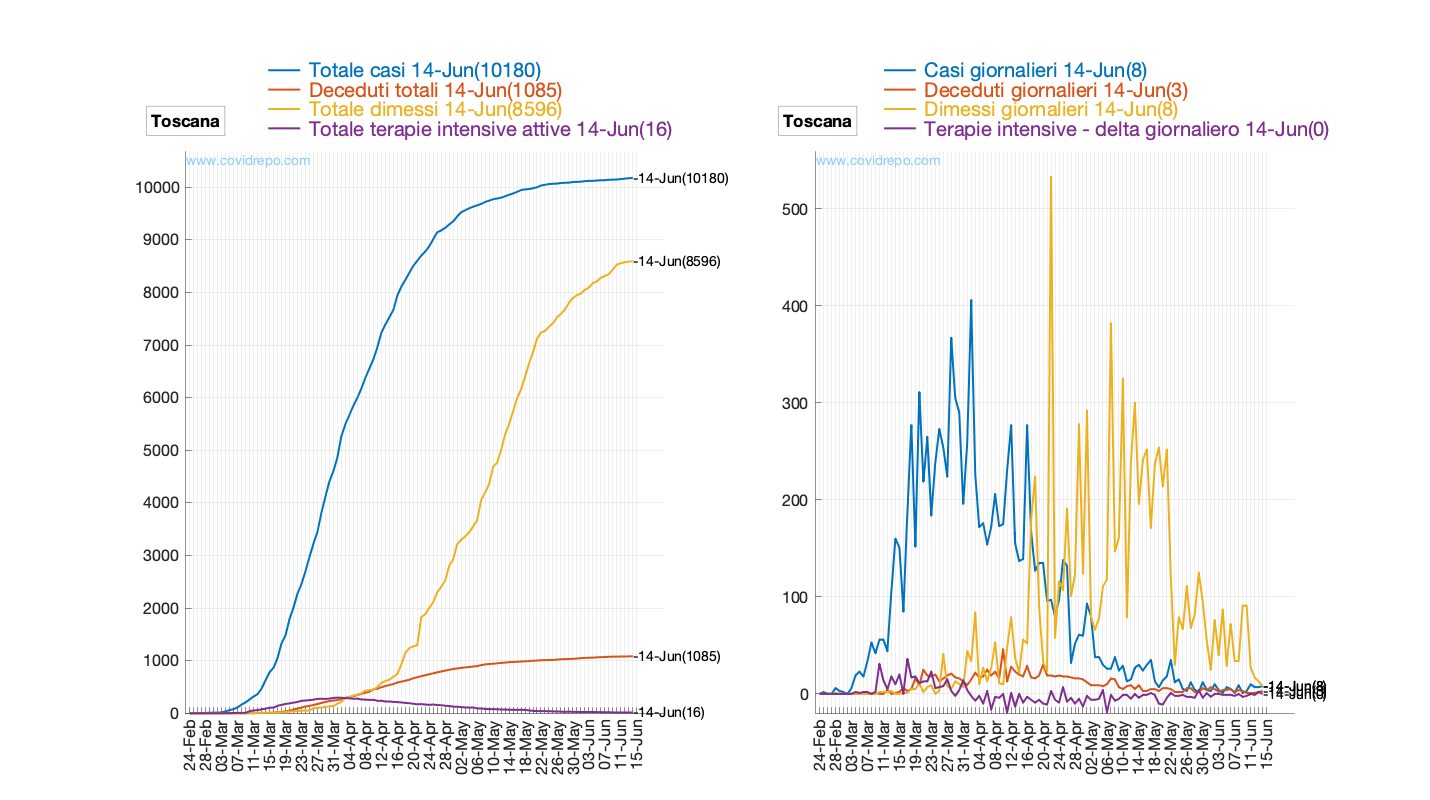 Totale casi 14-Jun(10180)
Deceduti totali 14-Jun(1085)
Totale dimessi 14-Jun(8596)
Totale terapie intensive attive 14-Jun(16)
Toscana
www.covidrepo.com
10000
9000
8000
7000
6000
5000
4000
3000
2000
1000
0
-14-Jun(10180)
-14-Jun(8596)
-14-Jun(1085)
-14-Jun(16)
24-Feb
28-Feb
03-Mar
07-Mar
11-Mar
15-Mar
19-Mar
23-Mar
27-Mar
31-Mar
04-Apr
08-Apr
12-Apr
16-Apr
20-Apr
24-Apr
28-Apr
02-May
06-May
10-May
14-May
18-May
22-May
26-May
30-May
03-Jun
07-Jun
11-Jun
15-Jun
Casi giornalieri 14-Jun(8)
Deceduti giornalieri 14-Jun(3)
Dimessi giornalieri 14-Jun(8)
Terapie intensive - delta giornaliero 14-Jun(0)
Toscana
www.covidrepo.com
500
400
300
200
100
0
-14-Jun(8)
24-Feb
28-Feb
03-Mar
07-Mar
11-Mar
15-Mar
19-Mar
23-Mar
27-Mar
31-Mar
04-Apr
08-Apr
12-Apr
16-Apr
20-Apr
24-Apr
28-Apr
02-May
06-May
10-May
14-May
18-May
22-May
26-May
30-May
03-Jun
07-Jun
11-Jun
15-Jun